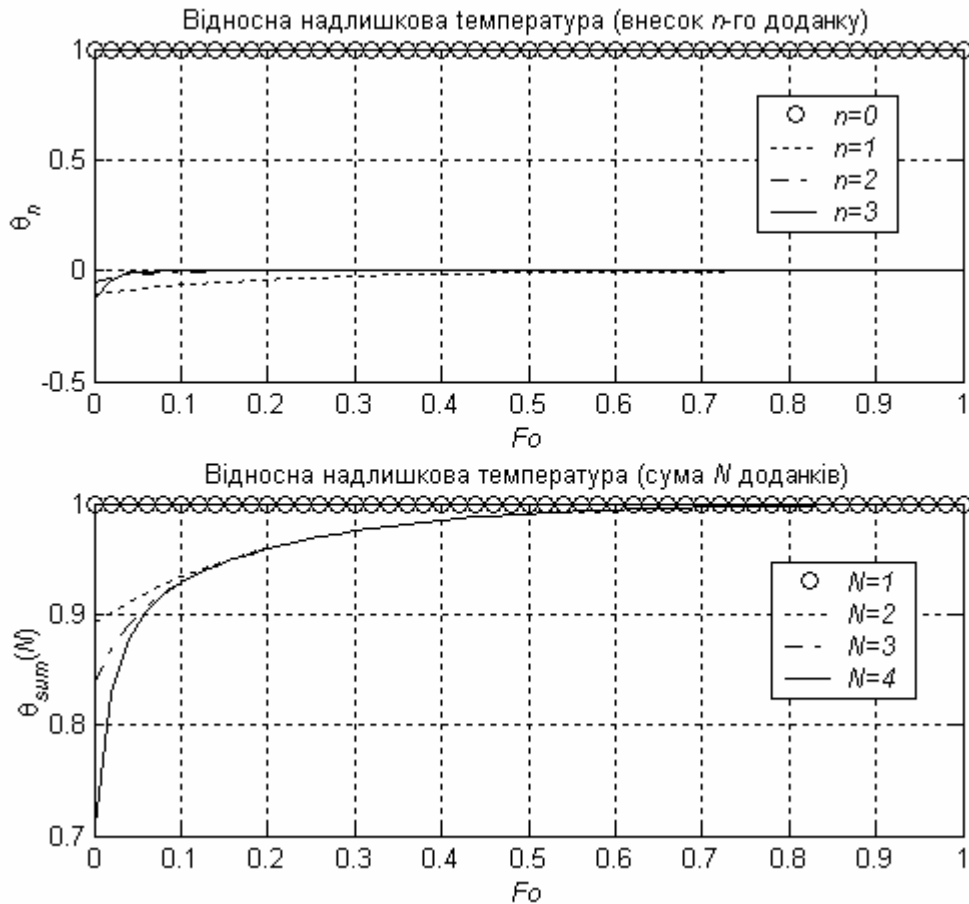 Відносна надлишкова температура (внесок n-го доданку)
1
0.5
0
-0.5
θn
n=0
n=1
n=2
n=3
0 0.1 0.2 0.3 0.4 0.5 0.6 0.7 0.8 0.9 1
Fo
Відносна надлишкова температура (сума N доданків)
1
0.9
0.8
0.7
θsum(N)
N=1
N=2
N=3
N=4
0 0.1 0.2 0.3 0.4 0.5 0.6 0.7 0.8 0.9 1
Fo